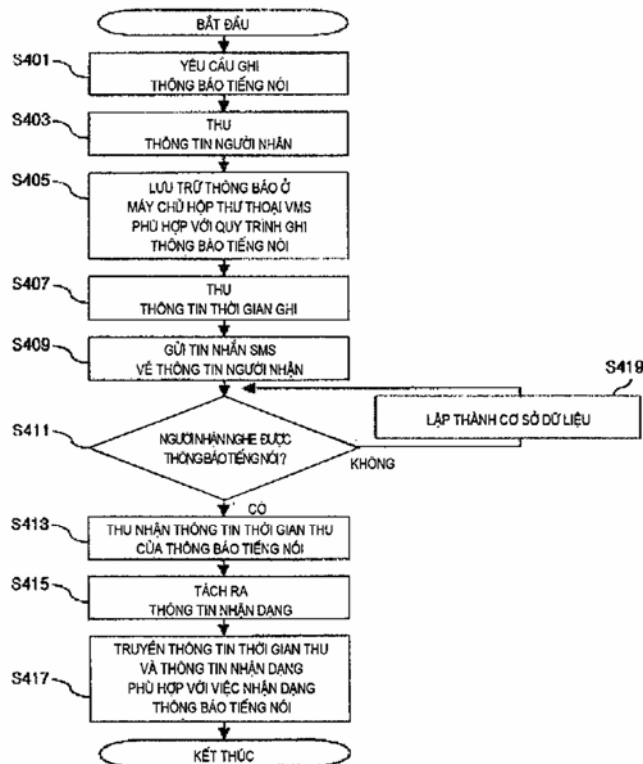 BẮT ĐẦU
S401
YÊU CẦU GHI
THÔNG BÁO TIẾNG NÓI
S403
THU
THÔNG TIN NGƯỜI NHẬN
S405
LƯU TRỮ THÔNG BÁO Ở
MÁY CHỦ HỘP THƯ THOẠI VMS
PHÙ HỢP VỚI QUY TRÌNH GHI
THÔNG BÁO TIẾNG NÓI
S407
THU
THÔNG TIN THỜI GIAN GHI
S409
GỬI TIN NHẮN SMS
VỀ THÔNG TIN NGƯỜI NHẬN
S419
LẬP THÀNH CƠ SỞ DỮ LIỆU
S411
NGƯỜI NHẬN NGHE ĐƯỢC
THÔNG BÁO TIẾNG NÓI?
KHÔNG
CÓ
S413
THU NHẬN THÔNG TIN THỜI GIAN THU
CỦA THÔNG BÁO TIẾNG NÓI
S415
TÁCH RA
THÔNG TIN NHẬN DẠNG
S417
TRUYỀN THÔNG TIN THỜI GIAN THU
VÀ THÔNG TIN NHẬN DẠNG
PHÙ HỢP VỚI VIỆC NHẬN DẠNG
THÔNG BÁO TIẾNG NÓI
KẾT THÚC